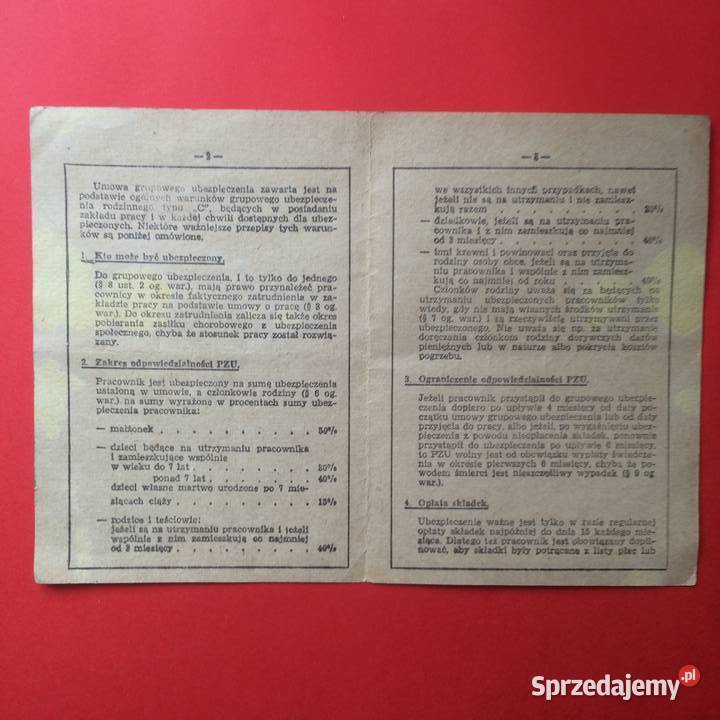 — 2 —
Umowa grupowego ubezpieczenia zawarta jest na
podstawie ogólnych warunków grupowego ubezpiecze-
nia rodzinnego typu „C", będących w posiadaniu
zakładu pracy i w każdej chwili dostępnych dla ubez-
pieczonych. Niektóre ważniejsze przepisy tych warun-
ków są poniżej omówione.
1. Kto może być ubezpieczony.
Do grupowego ubezpieczenia, i to tylko do jednego
(§ 8 ust. 2 og. war.), mają prawo przynależeć pra-
cownicy w okresie faktycznego zatrudnienia w za-
kładzie pracy na podstawie umowy o pracę (§ 3 og.
war.). Do okresu zatrudnienia zalicza się także okres
pobierania zasiłku chorobowego z ubezpieczenia
społecznego, chyba że stosunek pracy został rozwią-
zany.
2. Zakres odpowiedzialności PZU.
Pracownik jest ubezpieczony na sumę ubezpieczenia
ustaloną w umowie, a członkowie rodziny (§ 6 og.
war.) na sumy wyrażone w procentach sumy ubez-
pieczenia pracownika:
— małżonek . . . . . . . . . . 50%
— dzieci będące na utrzymaniu pracownika
i zamieszkujące wspólnie
w wieku do 7 lat . . . . . . . . 20%
ponad 7 lat . . . . . . . 40%
dzieci własne martwo urodzone po 7 mie-
siącach ciąży . . . . . . . . . 15%
— rodzice i teściowie:
jeżeli są na utrzymaniu pracownika i jeżeli
wspólnie z nim zamieszkują co najmniej
od 3 miesięcy . . . . . . . . . 40%
— 3 —
we wszystkich innych przypadkach, nawet
jeżeli nie są na utrzymaniu i nie zamiesz-
kują razem . . . . . . . . 20%
— dziadkowie, jeżeli są na utrzymaniu pra-
cownika i z nim zamieszkują co najmniej
od 3 miesięcy . . . . . . . . 40%
— inni krewni i powinowaci oraz przyjęte do
rodziny osoby obce, jeżeli są na utrzyma-
niu pracownika i wspólnie z nim zamiesz-
kują co najmniej od roku . . . . . 40%
Członków rodziny uważa się za będących na
utrzymaniu ubezpieczonych pracowników tylko
wtedy, gdy nie mają własnych środków utrzymania
(§ 7 og. war.) i są rzeczywiście utrzymywani przez
ubezpieczonego. Nie uważa się np. za utrzymanie
doręczania członkom rodziny dorywczych darów
pieniężnych lub w naturze albo pokrycia kosztów
pogrzebu.
3. Ograniczenie odpowiedzialności PZU.
Jeżeli pracownik przystąpił do grupowego ubezpie-
czenia dopiero po upływie 4 miesięcy od daty po-
czątku umowy grupowego ubezpieczenia lub od daty
przyjęcia do pracy, albo jeżeli, po wygaśnięciu ubez-
pieczenia z powodu nieopłacania składek, ponownie
przystąpił do ubezpieczenia po upływie 6 miesięcy,
to PZU wolny jest od obowiązku wypłaty świadcze-
nia w okresie pierwszych 6 miesięcy, chyba że po-
wodem śmierci jest nieszczęśliwy wypadek (§ 9 og
war.).
4. Opłata składek.
Ubezpieczenie ważne jest tylko w razie regularnej
opłaty składek najpóźniej do dnia 15 każdego mie-
siąca. Dlatego też pracownik jest obowiązany dopil-
nować, aby składki były potrącane z listy płac lub
Sprzedajemy.pl